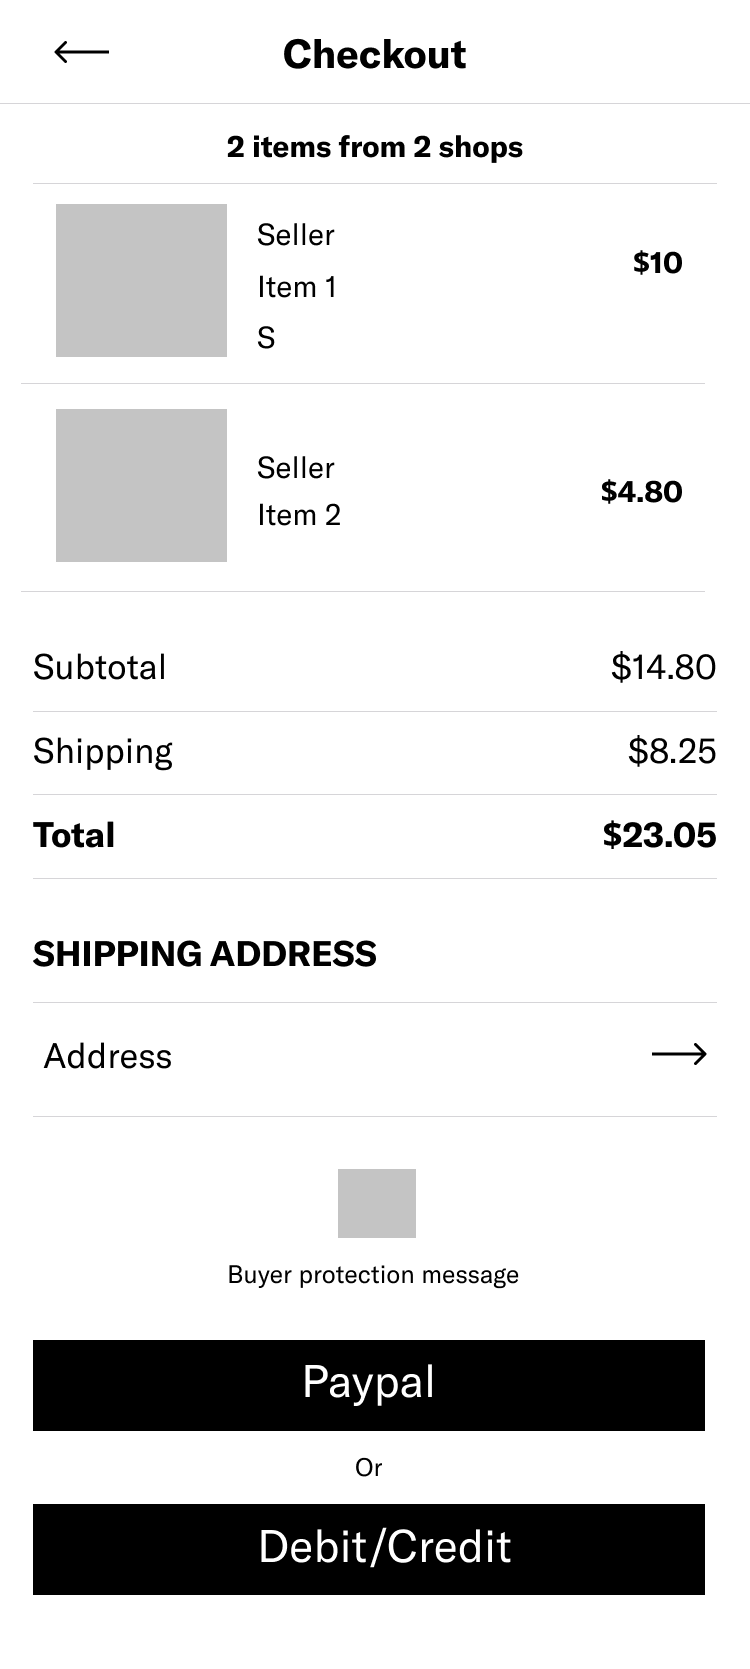 Checkout
2 items from 2 shops
Seller
$10
Item 1
S
Seller
$4.80
Item 2
Subtotal $14.80
Shipping $8.25
Total $23.05
SHIPPING ADDRESS
Address
Buyer protection message
Paypal
Or
Debit/Credit